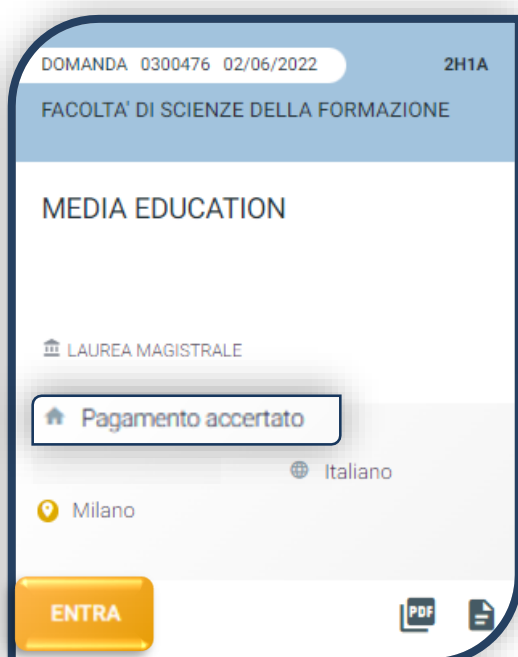 DOMANDA 0300476 02/06/2022 2H1A
FACOLTA' DI SCIENZE DELLA FORMAZIONE
MEDIA EDUCATION
LAUREA MAGISTRALE
Pagamento accertato
Italiano
Milano
ENTRA
PDF